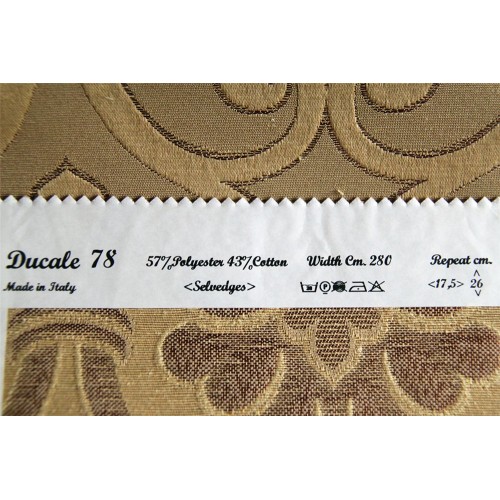 Ducale 78 57%Polyester 43%Cotton Width Cm. 280 Repeat cm.
Made in Italy <Selvedges> <17,5> 26